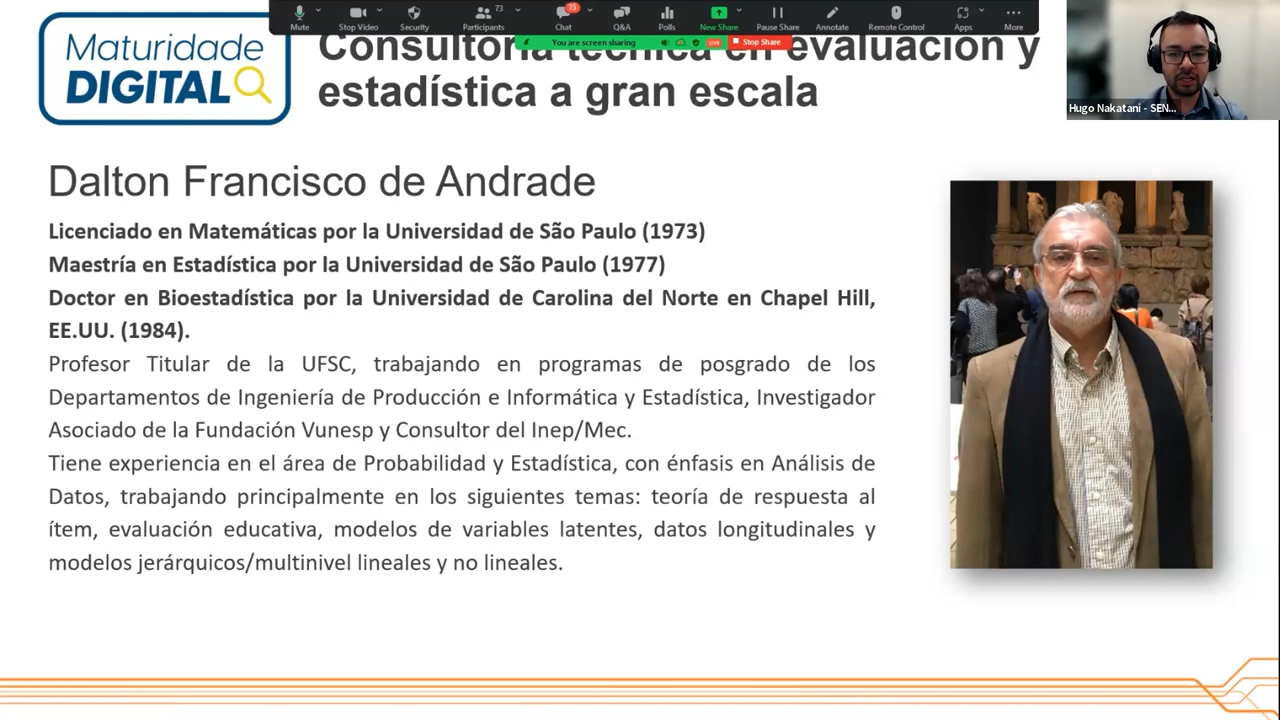 Mute
Stop Video
Security
Participants
73
Chat
15
Q&A
Polls
New Share
Pause Share
Annotate
Remote Control
Apps
More
You are screen sharing
LIVE
Stop Share
Hugo Nakatani - SEN...
Maturidade
DIGITAL
Consultoría técnica en evaluación y
estadística a gran escala
Dalton Francisco de Andrade
Licenciado en Matemáticas por la Universidad de São Paulo (1973)
Maestría en Estadística por la Universidad de São Paulo (1977)
Doctor en Bioestadística por la Universidad de Carolina del Norte en Chapel Hill,
EE.UU. (1984).
Profesor Titular de la UFSC, trabajando en programas de posgrado de los
Departamentos de Ingeniería de Producción e Informática y Estadística, Investigador
Asociado de la Fundación Vunesp y Consultor del Inep/Mec.
Tiene experiencia en el área de Probabilidad y Estadística, con énfasis en Análisis de
Datos, trabajando principalmente en los siguientes temas: teoría de respuesta al
ítem, evaluación educativa, modelos de variables latentes, datos longitudinales y
modelos jerárquicos/multinivel lineales y no lineales.